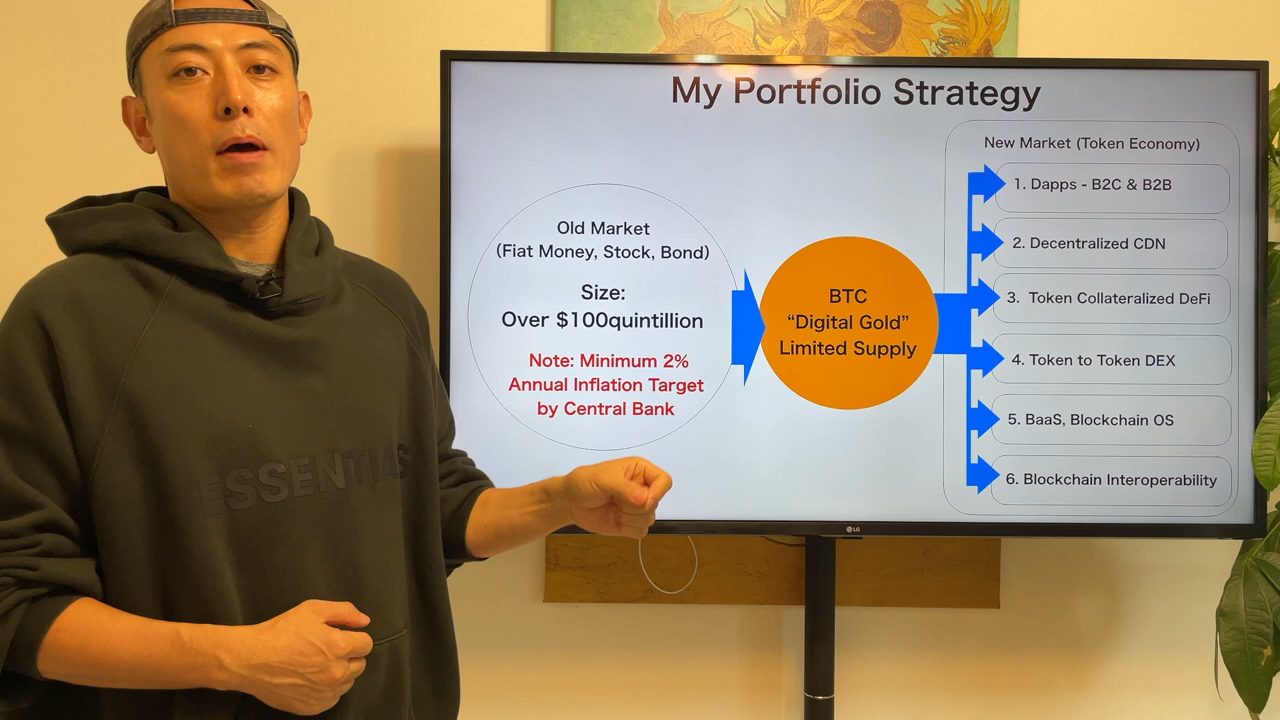 My Portfolio Strategy
Old Market
(Fiat Money, Stock, Bond)
Size:
Over $100quintillion
Note: Minimum 2%
Annual Inflation Target
by Central Bank
BTC
“Digital Gold”
Limited Supply
New Market (Token Economy)
1. Dapps - B2C & B2B
2. Decentralized CDN
3. Token Collateralized DeFi
4. Token to Token DEX
5. BaaS, Blockchain OS
6. Blockchain Interoperability
LG
ESSENTIALS